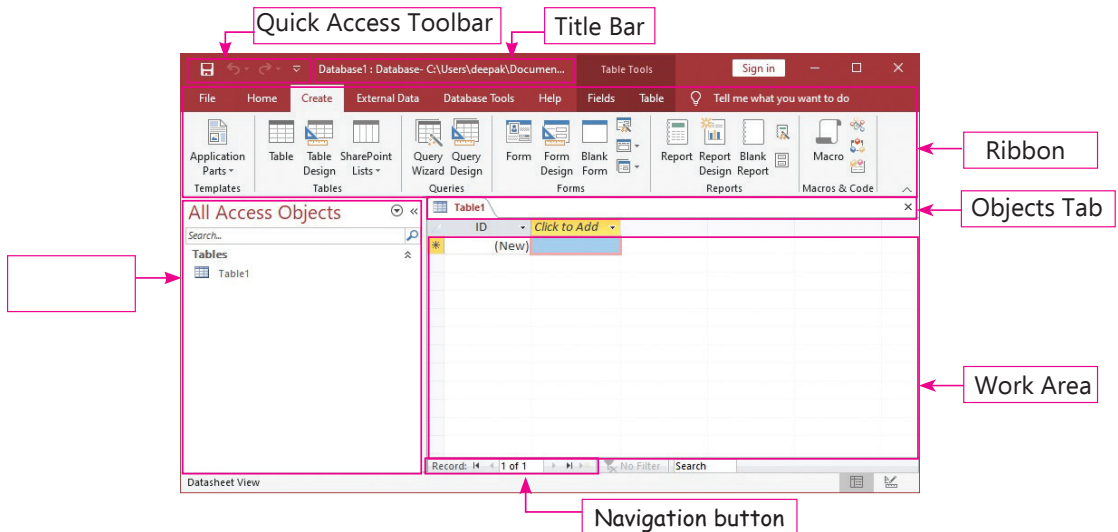 Quick Access Toolbar
Title Bar
Database1 : Database- C:\Users\deepak\Documen...
Table Tools
Sign in
File Home Create External Data Database Tools Help Fields Table Tell me what you want to do
Application Parts
Table
Table Design
SharePoint Lists
Query Wizard
Query Design
Form
Form Design
Blank Form
Report
Report Design
Blank Report
Macro
Templates Tables Queries Forms Reports Macros & Code
Ribbon
All Access Objects
Table1
Objects Tab
Search...
ID Click to Add
(New)
Tables
Table1
Work Area
Record: 1 of 1 No Filter Search
Datasheet View
Navigation button